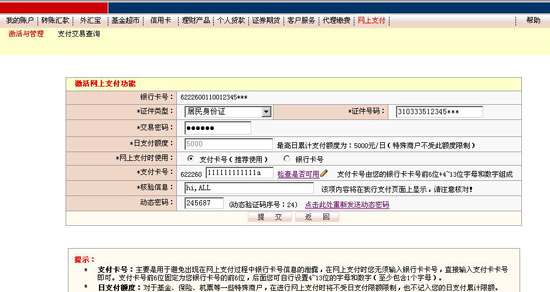 我的账户 转账汇款 外汇宝 基金超市 信用卡 理财产品 个人贷款 证券期货 客户服务 代理缴费 网上支付 帮助
激活与管理 支付交易查询
激活网上支付功能
银行卡号： 6222600110012345***
*证件类型： 居民身份证 *证件号码： 310333512345***
*交易密码： ●●●●●●
*日支付额度： 5000 最高日累计支付额度为：5000元/日（特殊商户不受此额度限制）
*网上支付时使用： 支付卡号（推荐使用） 银行卡号
*支付卡号： 622260 111111111111a 检查是否可用 支付卡号由您的银行卡卡号前6位+4~13位字母和数字组成
*核验信息： hi,ALL 该项内容将在执行支付页面上显示，请注意核对！
动态密码： 245687 （动态验证码序号：24） 点击此处重新发送动态密码
提 交 返 回
提示：
* 支付卡号：主要是用于避免出现在网上支付过程中银行卡号信息的泄露，在网上支付时您无须输入银行卡卡号，直接输入支付卡卡号
即可。支付卡号前6位固定为您银行卡号的前6位，后面您可自行设置4~13位的字母和数字（至少包含1个字母）。
* 日支付额度：对于基金、保险、机票等一些特殊商户，在进行网上支付时将不受日支付限额限制，也不记入您的日支付累计限额。